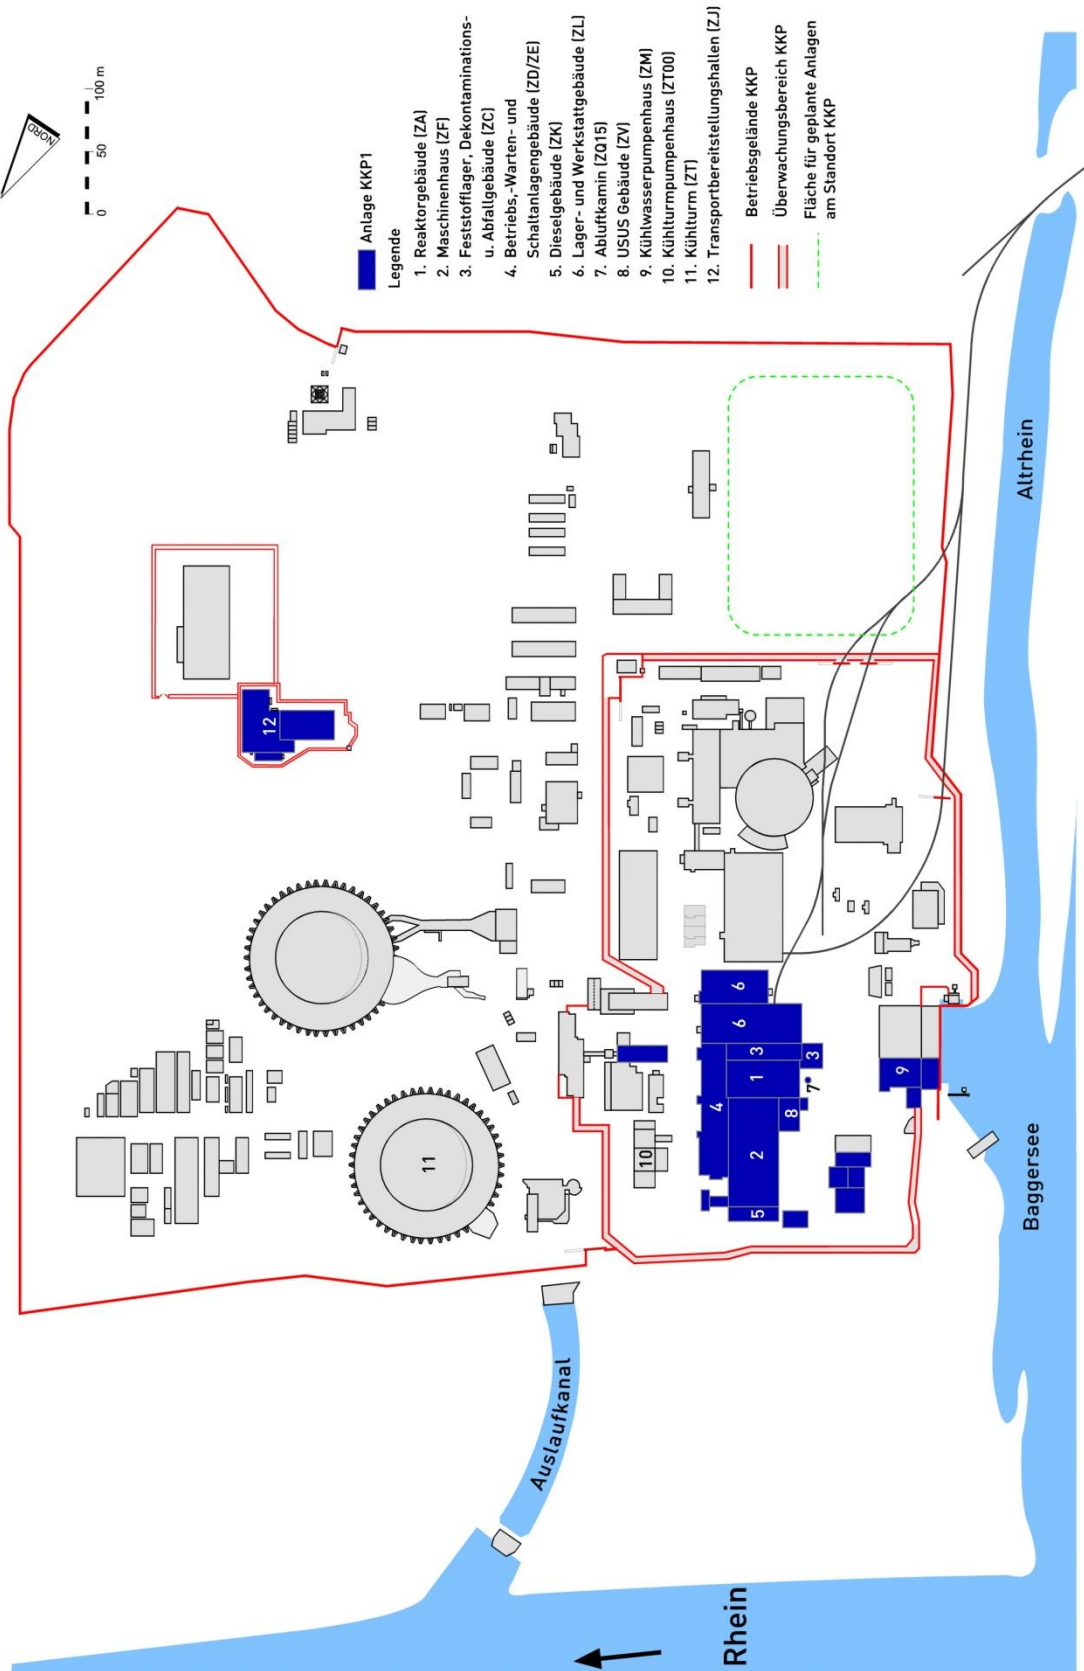 NORD
0 50 100 m
Anlage KKP1
Legende
1. Reaktorgebäude (ZA)
2. Maschinenhaus (ZF)
3. Feststofflager, Dekontaminations-
u. Abfallgebäude (ZC)
4. Betriebs,-Warten- und
Schaltanlagengebäude (ZD/ZE)
5. Dieselgebäude (ZK)
6. Lager- und Werkstattgebäude (ZL)
7. Abluftkamin (ZQ15)
8. USUS Gebäude (ZV)
9. Kühlwasserpumpenhaus (ZM)
10. Kühlturmpumpenhaus (ZT00)
11. Kühlturm (ZT)
12. Transportbereitstellungshallen (ZJ)
Betriebsgelände KKP
Überwachungsbereich KKP
Fläche für geplante Anlagen
am Standort KKP
12
11
10
6
6
3
3
1
4
7
8
2
5
9
Auslaufkanal
Rhein
Baggersee
Altrhein